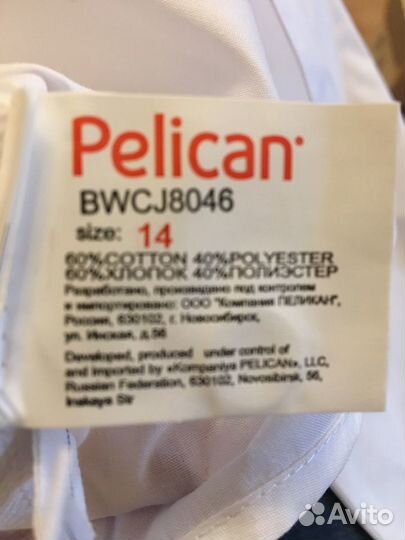 Pelican
BWCJ8046
size: 14
60%COTTON 40%POLYESTER
60%ХЛОПОК 40%ПОЛИЭСТЕР
Разработано, произведено под контролем
и импортировано: ООО "Компания ПЕЛИКАН",
Россия, 630102, г. Новосибирск,
ул. Инская, д.56
Developed, produced under control of
and imported by «Kompaniya PELICAN», LLC,
Russian Federation, 630102, Novosibirsk, 56,
Inskaya Str
Avito